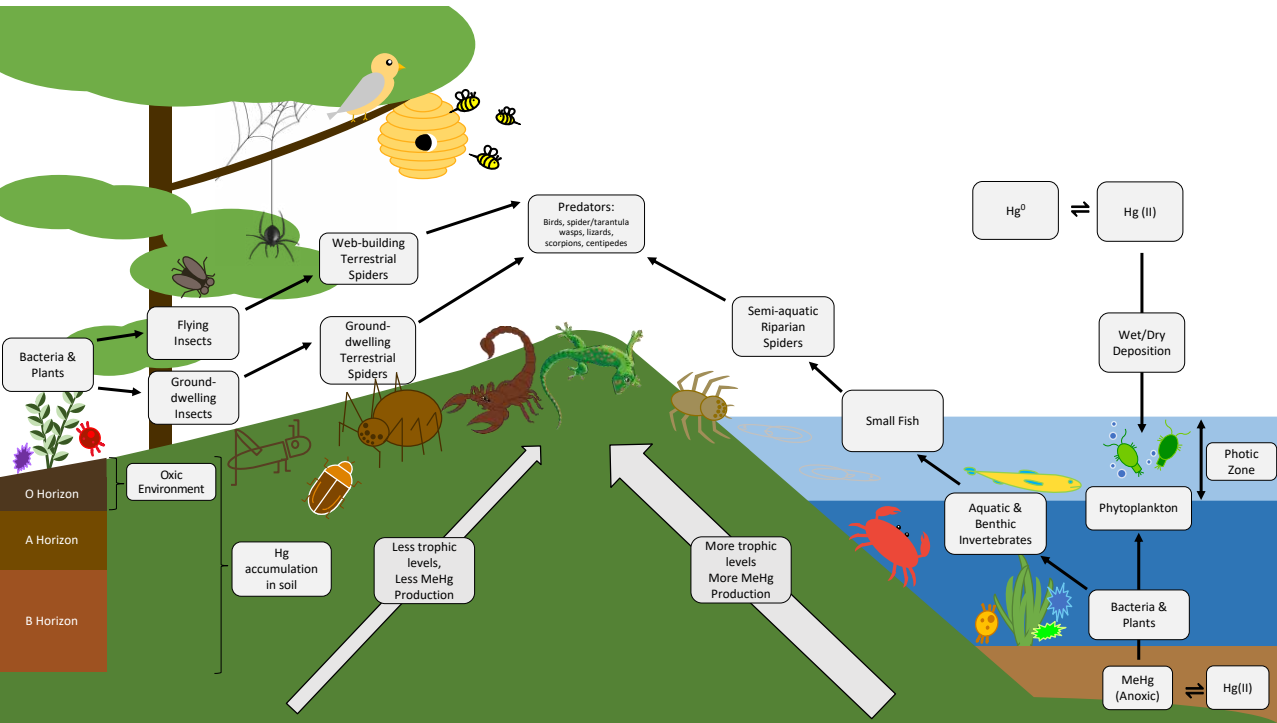 Predators:
Birds, spider/tarantula
wasps, lizards,
scorpions, centipedes
Hg⁰
⇌
Hg (II)
Web-building
Terrestrial
Spiders
Flying
Insects
Ground-
dwelling
Terrestrial
Spiders
Semi-aquatic
Riparian
Spiders
Wet/Dry
Deposition
Bacteria &
Plants
Ground-
dwelling
Insects
Small Fish
Photic
Zone
O Horizon
Oxic
Environment
A Horizon
B Horizon
Hg
accumulation
in soil
Less trophic
levels,
Less MeHg
Production
More trophic
levels
More MeHg
Production
Aquatic &
Benthic
Invertebrates
Phytoplankton
Bacteria &
Plants
MeHg
(Anoxic)
⇌
Hg(II)